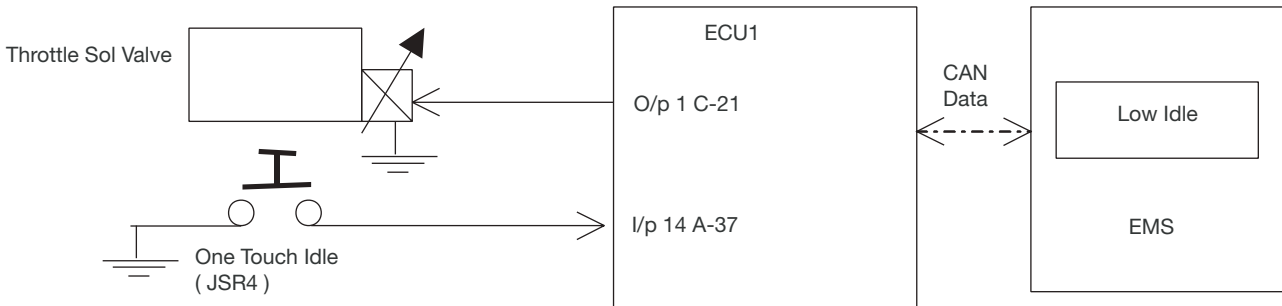 ECU1
Throttle Sol Valve
O/p 1 C-21
CAN
Data
Low Idle
I/p 14 A-37
EMS
One Touch Idle
( JSR4 )